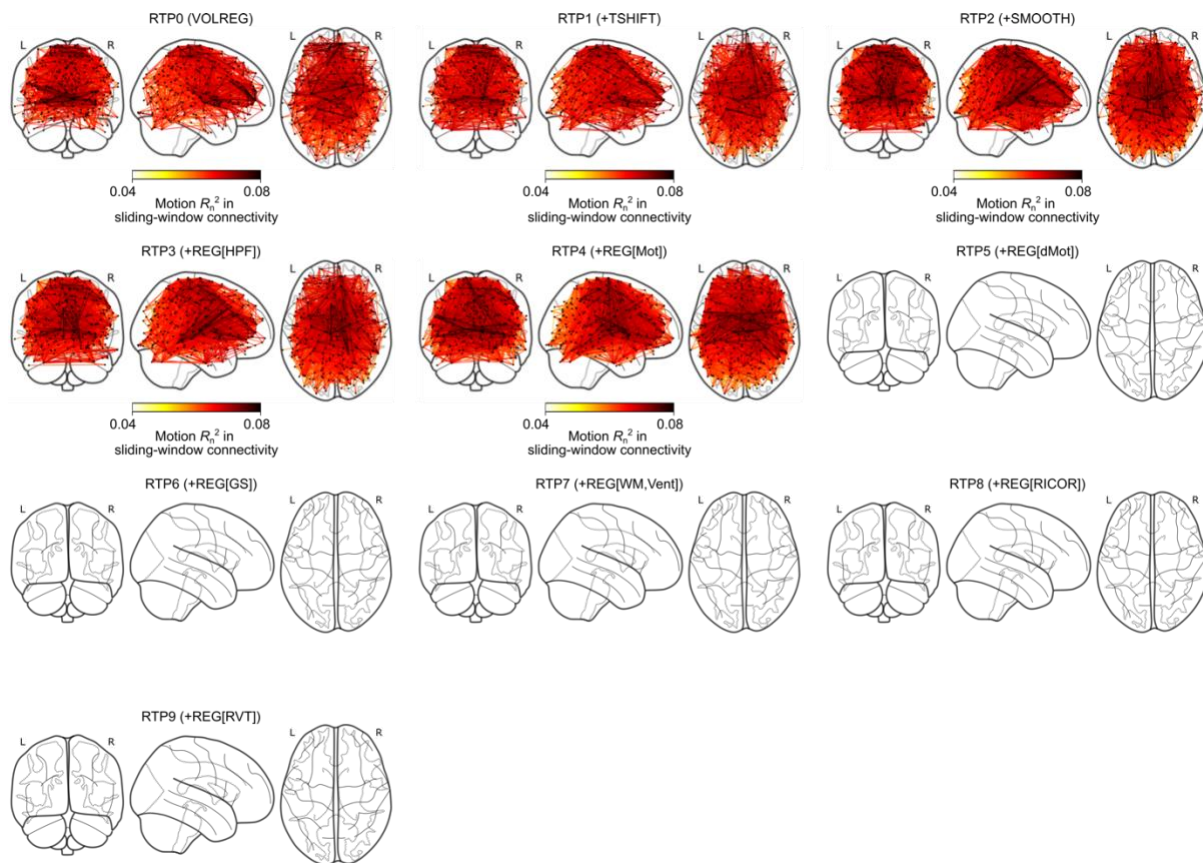 RTP0 (VOLREG)
L R
0.04 0.08
Motion Rn² in
sliding-window connectivity
RTP1 (+TSHIFT)
L R
0.04 0.08
Motion Rn² in
sliding-window connectivity
RTP2 (+SMOOTH)
L R
0.04 0.08
Motion Rn² in
sliding-window connectivity
RTP3 (+REG[HPF])
L R
0.04 0.08
Motion Rn² in
sliding-window connectivity
RTP4 (+REG[Mot])
L R
0.04 0.08
Motion Rn² in
sliding-window connectivity
RTP5 (+REG[dMot])
L R
RTP6 (+REG[GS])
L R
RTP7 (+REG[WM,Vent])
L R
RTP8 (+REG[RICOR])
L R
RTP9 (+REG[RVT])
L R